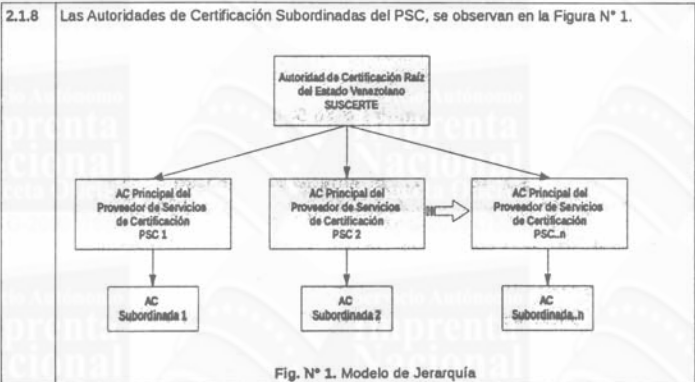 2.1.8 Las Autoridades de Certificación Subordinadas del PSC, se observan en la Figura N° 1.
Autoridad de Certificación Raíz
del Estado Venezolano
SUSCERTE
AC Principal del
Proveedor de Servicios
de Certificación
PSC 1
AC Principal del
Proveedor de Servicios
de Certificación
PSC 2
AC Principal del
Proveedor de Servicios
de Certificación
PSC..n
AC
Subordinada 1
AC
Subordinada 2
AC
Subordinada..n
Fig. N° 1. Modelo de Jerarquía